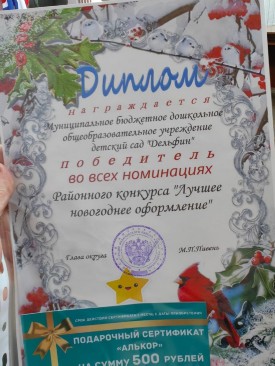 Диплом
награждается
Муниципальное бюджетное дошкольное
общеобразовательное учреждение
детский сад "Дельфин"
победитель
во всех номинациях
Районного конкурса "Лучшее
новогоднее оформление"
Глава округа
М.П.Пивень
ПОДАРОЧНЫЙ СЕРТИФИКАТ
«АЛЬКОР»
НА СУММУ 500 РУБЛЕЙ